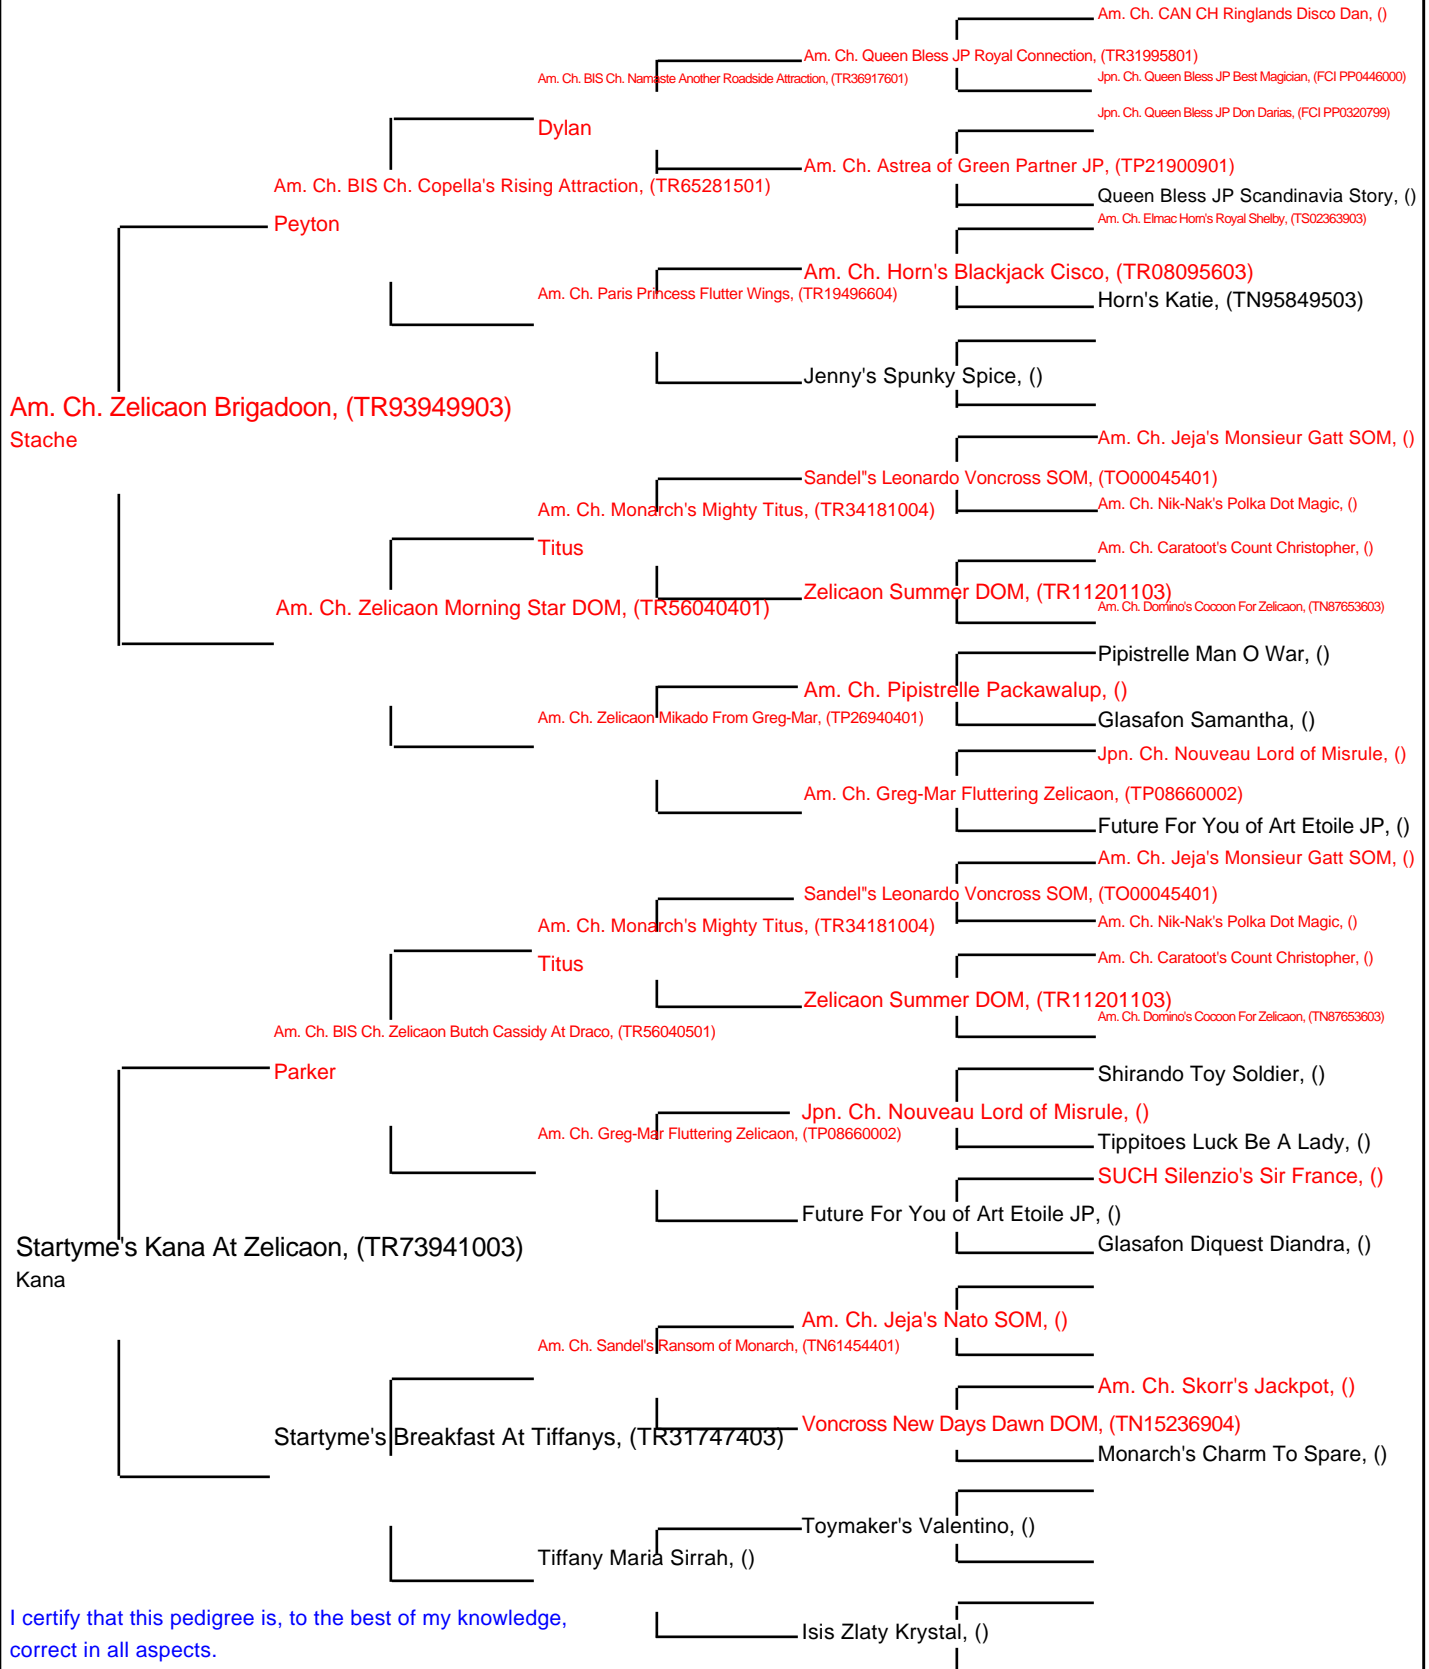 Am. Ch. CAN CH Ringlands Disco Dan, ()
Am. Ch. Queen Bless JP Royal Connection, (TR31995801)
Am. Ch. BIS Ch. Namaste Another Roadside Attraction, (TR36917601)
Jpn. Ch. Queen Bless JP Best Magician, (FCI PP0446000)
Jpn. Ch. Queen Bless JP Don Darias, (FCI PP0320799)
Dylan
Am. Ch. Astrea of Green Partner JP, (TP21900901)
Am. Ch. BIS Ch. Copella's Rising Attraction, (TR65281501)
Queen Bless JP Scandinavia Story, ()
Am. Ch. Elmac Horn's Royal Shelby, (TS02363903)
Peyton
Am. Ch. Horn's Blackjack Cisco, (TR08095603)
Am. Ch. Paris Princess Flutter Wings, (TR19496604)
Horn's Katie, (TN95849503)
Jenny's Spunky Spice, ()
Am. Ch. Zelicaon Brigadoon, (TR93949903)
Stache
Am. Ch. Jeja's Monsieur Gatt SOM, ()
Sandel"s Leonardo Voncross SOM, (TO00045401)
Am. Ch. Monarch's Mighty Titus, (TR34181004)
Am. Ch. Nik-Nak's Polka Dot Magic, ()
Titus
Am. Ch. Caratoot's Count Christopher, ()
Zelicaon Summer DOM, (TR11201103)
Am. Ch. Zelicaon Morning Star DOM, (TR56040401)
Am. Ch. Domino's Cocoon For Zelicaon, (TN87653603)
Pipistrelle Man O War, ()
Am. Ch. Pipistrelle Packawalup, ()
Am. Ch. Zelicaon Mikado From Greg-Mar, (TP26940401)
Glasafon Samantha, ()
Jpn. Ch. Nouveau Lord of Misrule, ()
Am. Ch. Greg-Mar Fluttering Zelicaon, (TP08660002)
Future For You of Art Etoile JP, ()
Am. Ch. Jeja's Monsieur Gatt SOM, ()
Sandel"s Leonardo Voncross SOM, (TO00045401)
Am. Ch. Monarch's Mighty Titus, (TR34181004)
Am. Ch. Nik-Nak's Polka Dot Magic, ()
Titus
Am. Ch. Caratoot's Count Christopher, ()
Zelicaon Summer DOM, (TR11201103)
Am. Ch. Domino's Cocoon For Zelicaon, (TN87653603)
Am. Ch. BIS Ch. Zelicaon Butch Cassidy At Draco, (TR56040501)
Parker
Shirando Toy Soldier, ()
Jpn. Ch. Nouveau Lord of Misrule, ()
Am. Ch. Greg-Mar Fluttering Zelicaon, (TP08660002)
Tippitoes Luck Be A Lady, ()
SUCH Silenzio's Sir France, ()
Future For You of Art Etoile JP, ()
Glasafon Diquest Diandra, ()
Startyme's Kana At Zelicaon, (TR73941003)
Kana
Am. Ch. Jeja's Nato SOM, ()
Am. Ch. Sandel's Ransom of Monarch, (TN61454401)
Am. Ch. Skorr's Jackpot, ()
Voncross New Days Dawn DOM, (TN15236904)
Startyme's Breakfast At Tiffanys, (TR31747403)
Monarch's Charm To Spare, ()
Toymaker's Valentino, ()
Tiffany Maria Sirrah, ()
Isis Zlaty Krystal, ()
I certify that this pedigree is, to the best of my knowledge,
correct in all aspects.